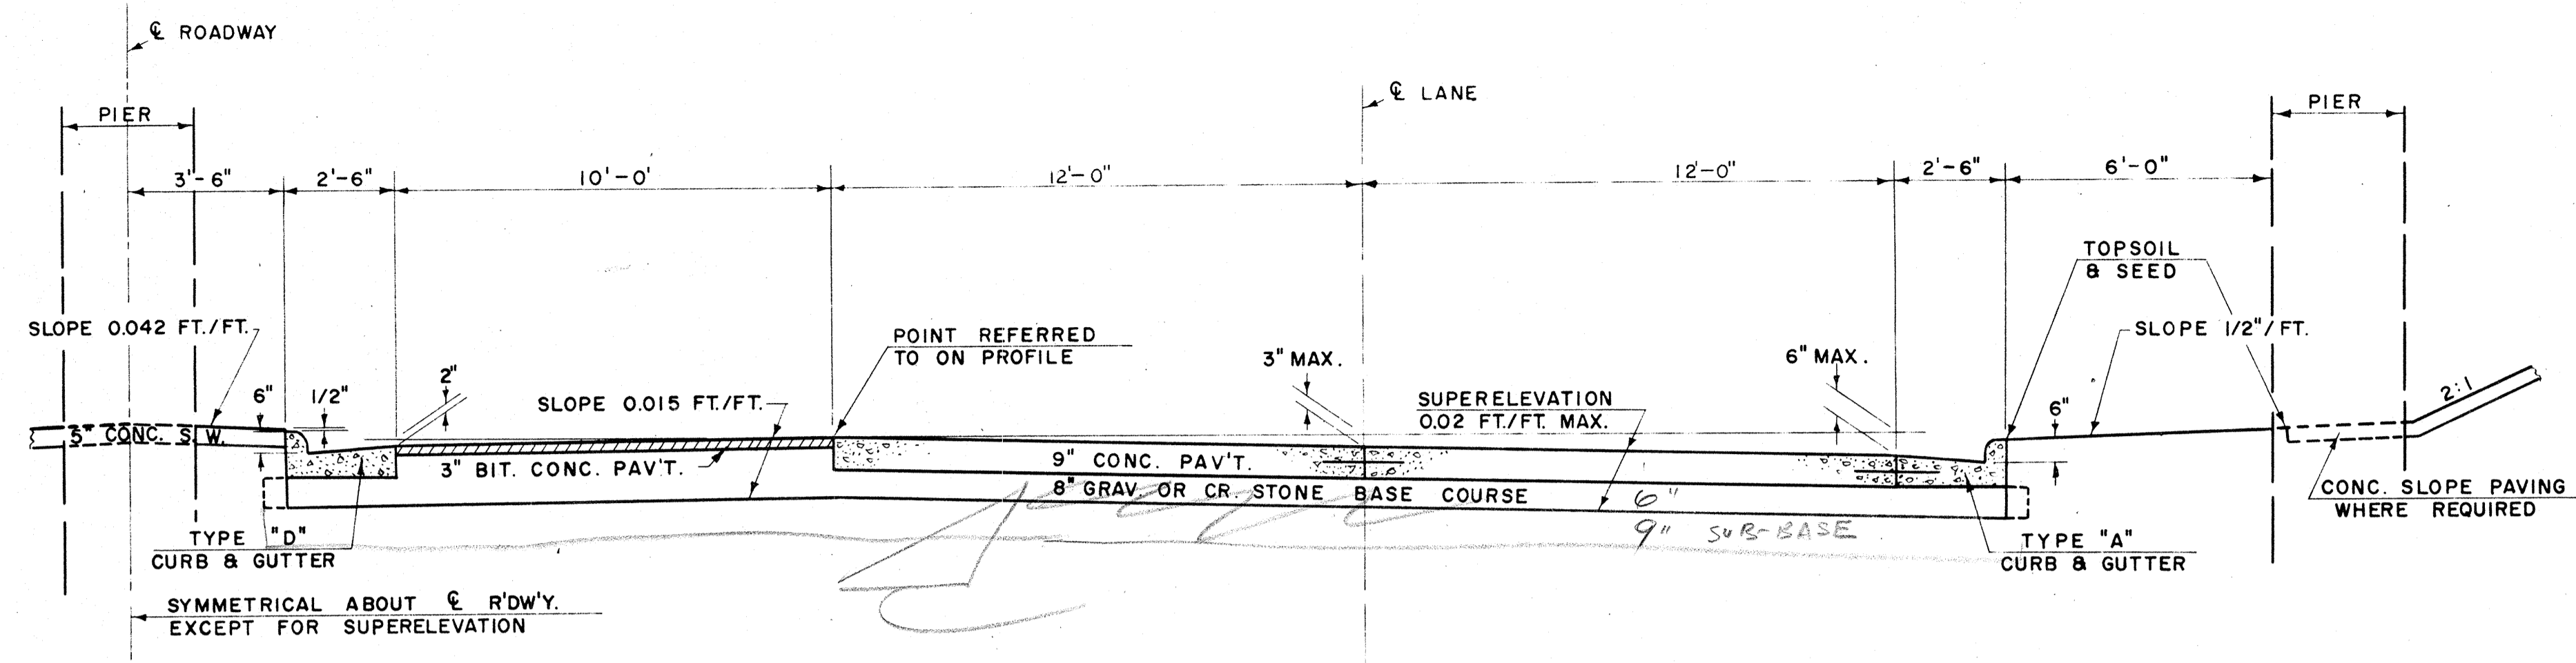 ℄ ROADWAY
℄ LANE
PIER
PIER
3'-6"
2'-6"
10'-0'
12'-0"
12'-0"
2'-6"
6'-0"
TOPSOIL
& SEED
SLOPE 0.042 FT./FT.
POINT REFERRED
TO ON PROFILE
SLOPE 1/2"/FT.
3" MAX.
6" MAX.
2"
6"
1/2"
SLOPE 0.015 FT./FT.
SUPERELEVATION
0.02 FT./FT. MAX.
2:1
6"
5" CONC. S. W.
3" BIT. CONC. PAV'T.
9" CONC. PAV'T.
8" GRAV. OR CR. STONE BASE COURSE
6"
9" SUB-BASE
CONC. SLOPE PAVING
WHERE REQUIRED
TYPE "D"
CURB & GUTTER
TYPE "A"
CURB & GUTTER
SYMMETRICAL ABOUT ℄ R'DW'Y.
EXCEPT FOR SUPERELEVATION